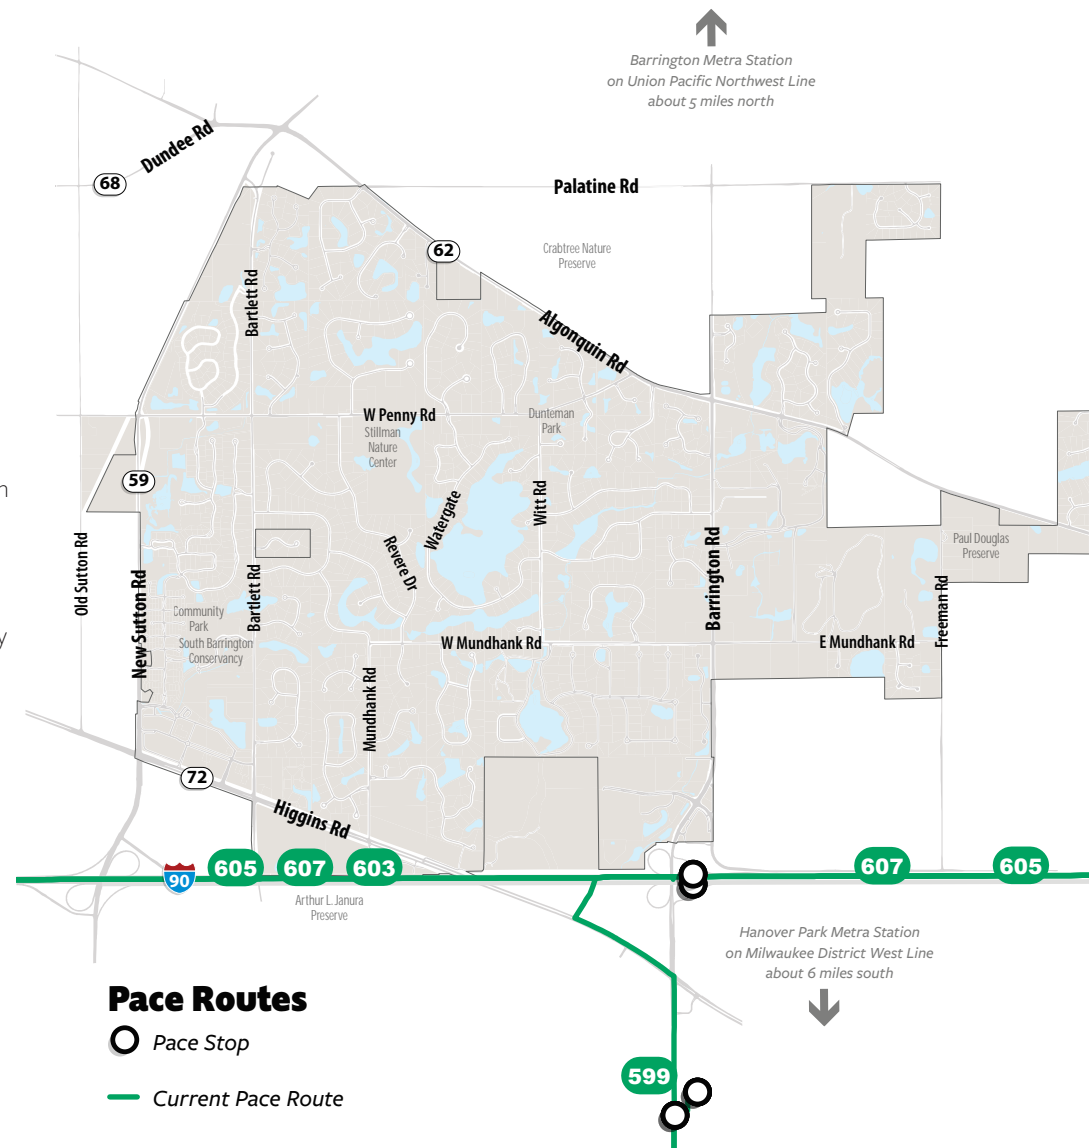 Barrington Metra Station
on Union Pacific Northwest Line
about 5 miles north
Dundee Rd
68
Palatine Rd
62
Crabtree Nature
Preserve
Bartlett Rd
Algonquin Rd
W Penny Rd
Stillman
Nature
Center
Dunteman
Park
59
n
Watergate
Witt Rd
Old Sutton Rd
Revere Dr
Barrington Rd
Paul Douglas
Preserve
New Sutton Rd
Bartlett Rd
Freeman Rd
Community
Park
South Barrington
Conservancy
y
W Mundhank Rd
E Mundhank Rd
Mundhank Rd
72
Higgins Rd
90
605
607
603
607
605
Arthur L. Janura
Preserve
Hanover Park Metra Station
on Milwaukee District West Line
about 6 miles south
Pace Routes
Pace Stop
599
Current Pace Route